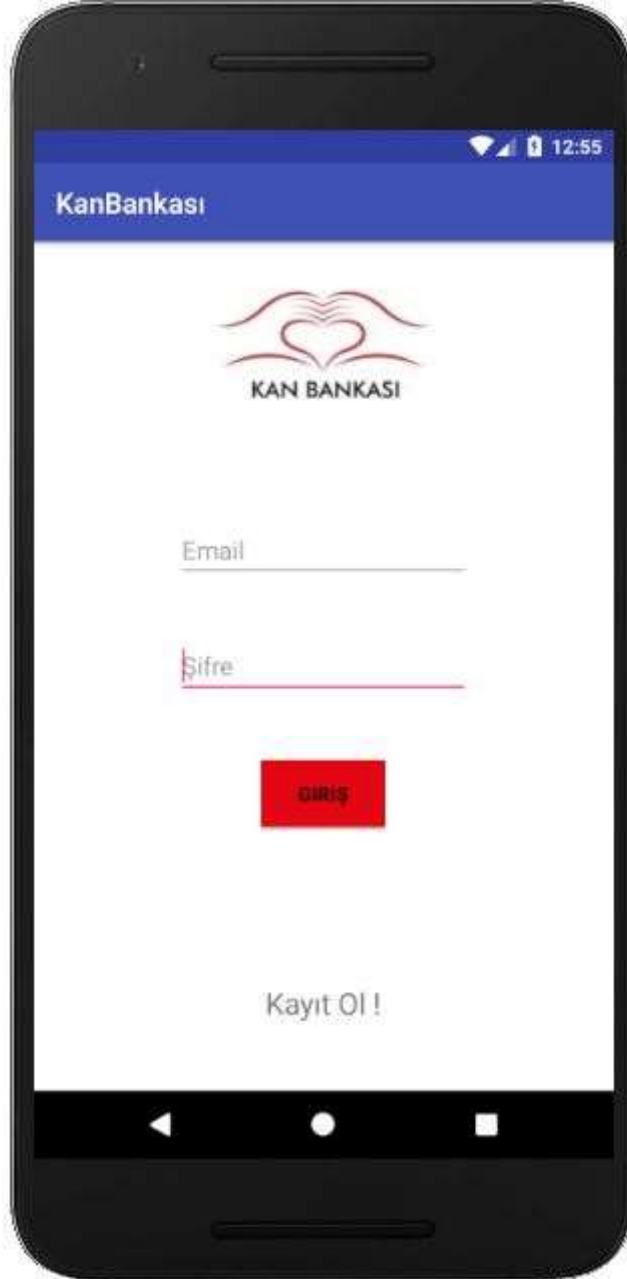 12:55
KanBankası
KAN BANKASI
Email
Şifre
GIRIŞ
Kayıt Ol !